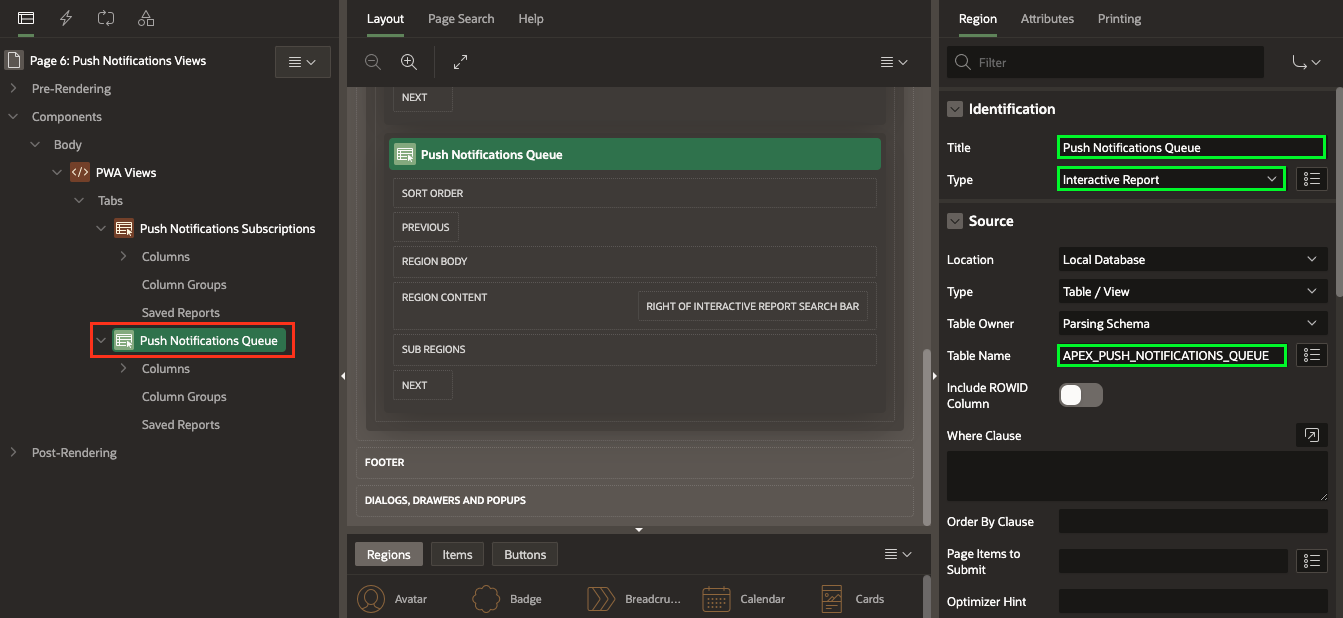 Page 6: Push Notifications Views
Pre-Rendering
Components
Body
PWA Views
Tabs
Push Notifications Subscriptions
Columns
Column Groups
Saved Reports
Push Notifications Queue
Columns
Column Groups
Saved Reports
Post-Rendering
Layout Page Search Help
NEXT
Push Notifications Queue
SORT ORDER
PREVIOUS
REGION BODY
REGION CONTENT
RIGHT OF INTERACTIVE REPORT SEARCH BAR
SUB REGIONS
NEXT
FOOTER
DIALOGS, DRAWERS AND POPUPS
Regions Items Buttons
Avatar Badge Breadcru... Calendar Cards
Region Attributes Printing
Filter
Identification
Title Push Notifications Queue
Type Interactive Report
Source
Location Local Database
Type Table / View
Table Owner Parsing Schema
Table Name APEX_PUSH_NOTIFICATIONS_QUEUE
Include ROWID
Column
Where Clause
Order By Clause
Page Items to
Submit
Optimizer Hint